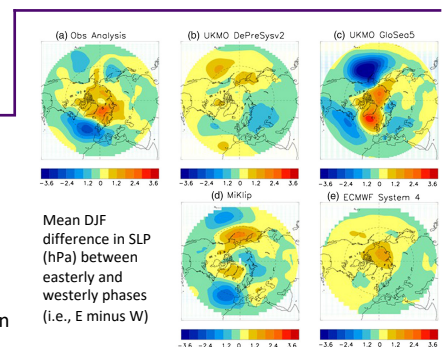 (a) Obs Analysis
(b) UKMO DePreSysv2
(c) UKMO GloSea5
−3.6 −2.4 1.2 0 1.2 2.4 3.6
−3.6 −2.4 1.2 0 1.2 2.4 3.6
−3.6 −2.4 1.2 0 1.2 2.4 3.6
(d) MiKlip
(e) ECMWF System 4
Mean DJF
difference in SLP
(hPa) between
easterly and
westerly phases
(i.e., E minus W)
n
−3.6 −2.4 1.2 0 1.2 2.4 3.6
−3.6 −2.4 1.2 0 1.2 2.4 3.6